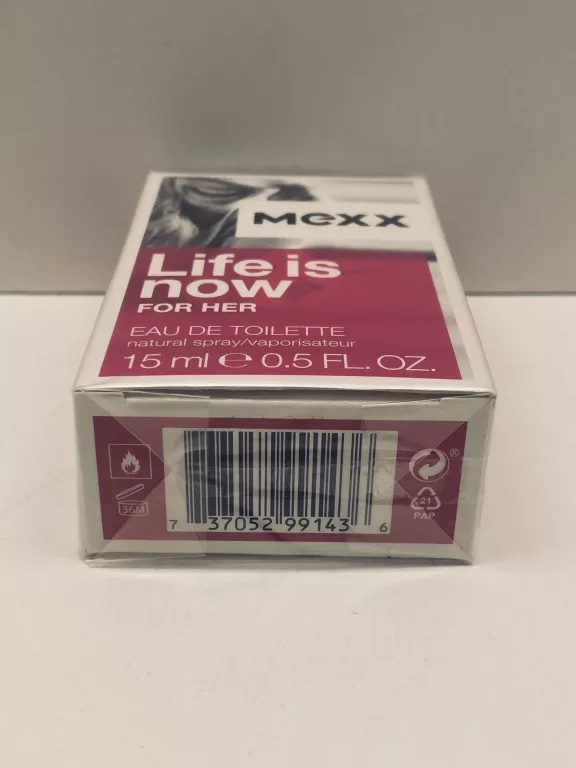 Mexx
Life is
now
FOR HER
EAU DE TOILETTE
natural spray/vaporisateur
15 ml ℮ 0.5 FL. OZ.
36M
7 37052 99143 6
®
21
PAP